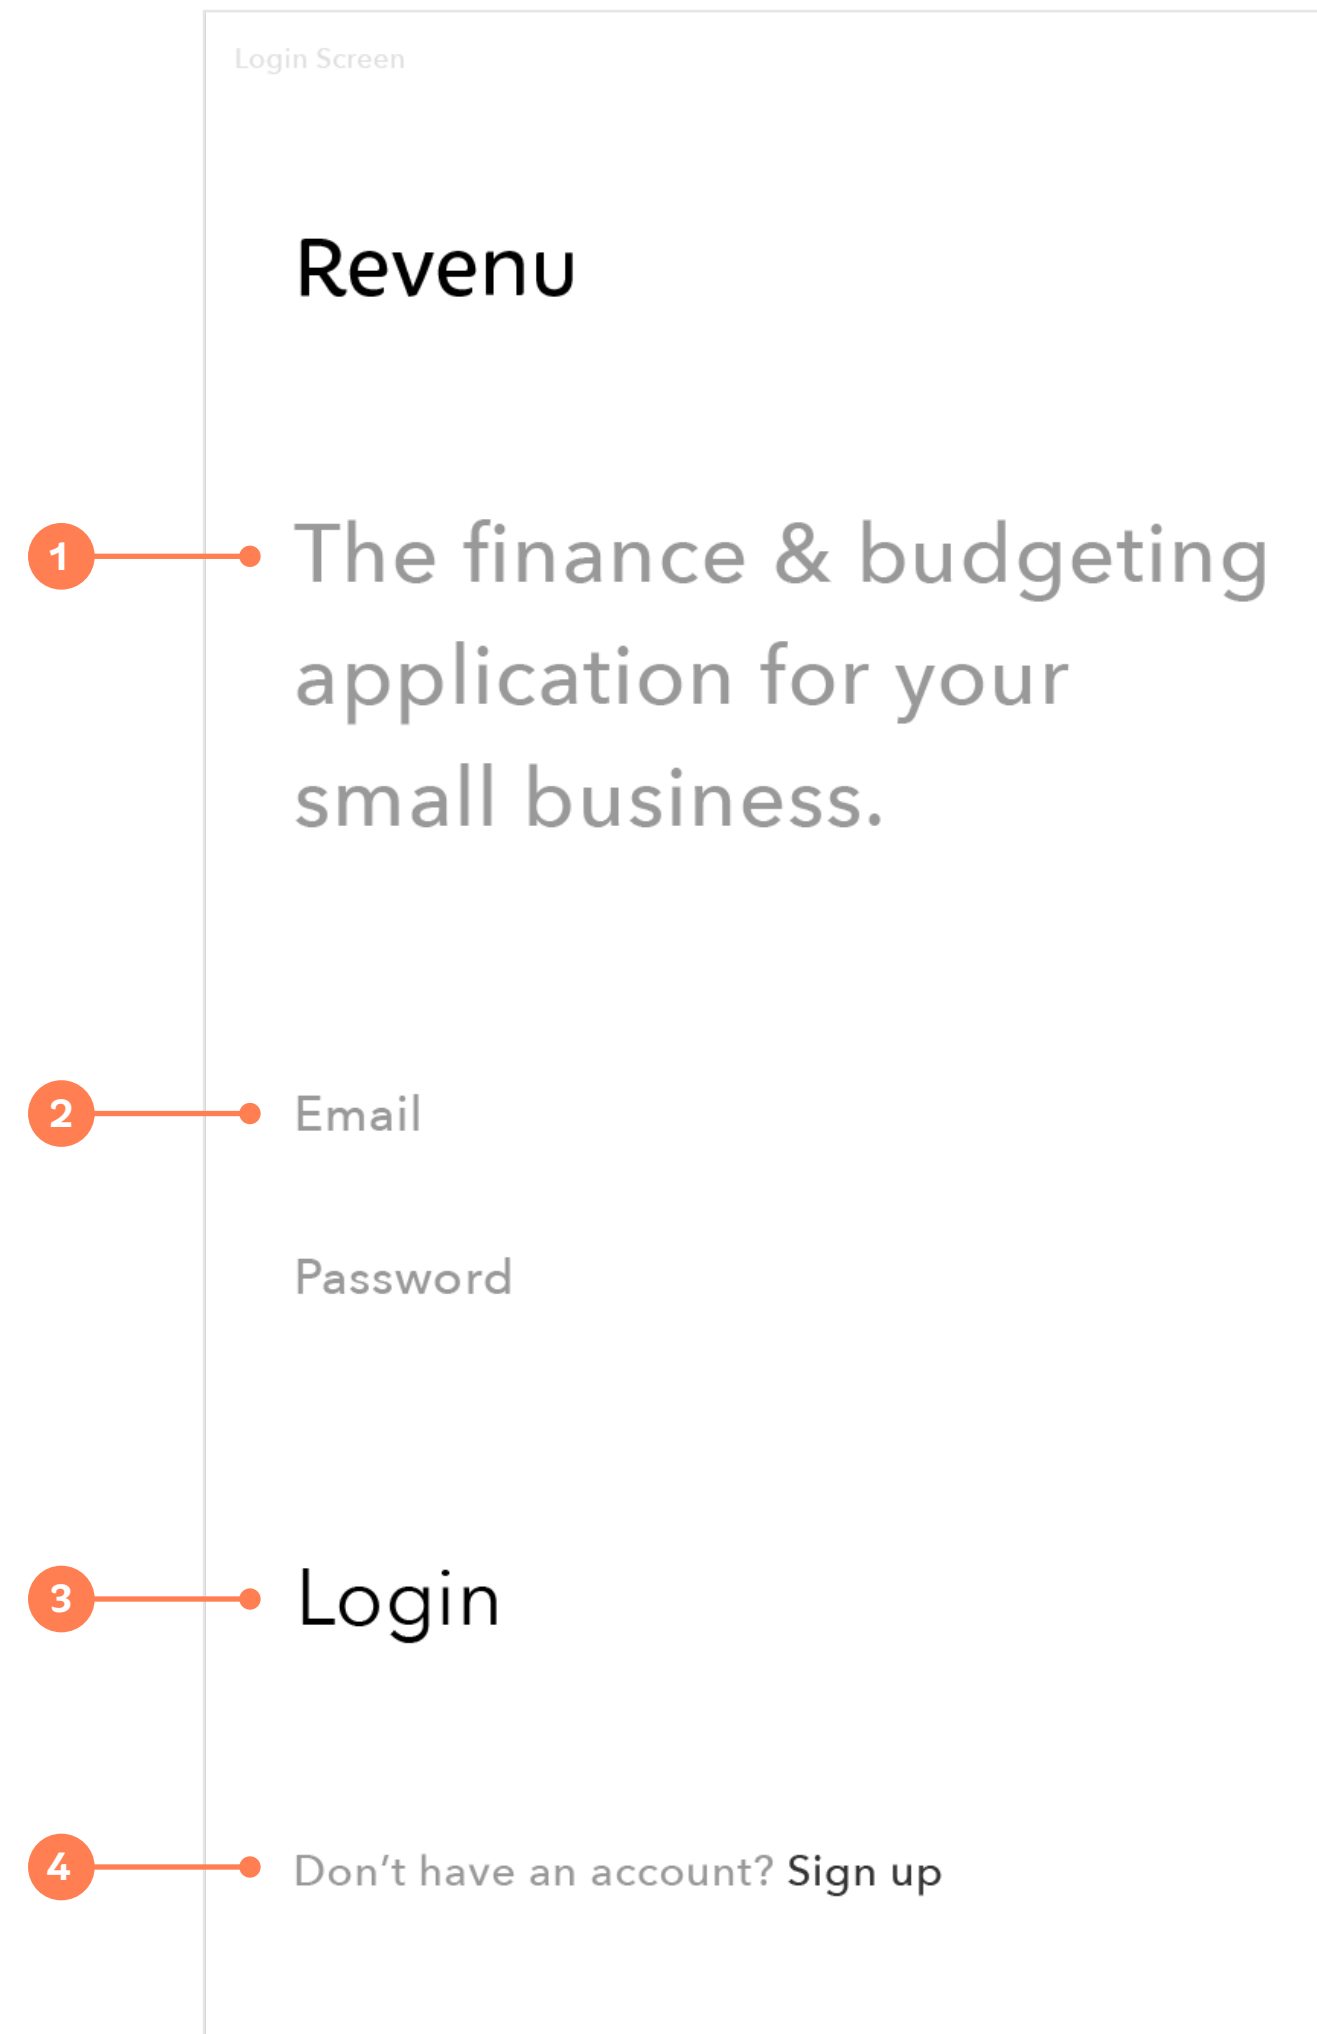 Login Screen
Revenu
1
The finance & budgeting
application for your
small business.
2
Email
Password
3
Login
4
Don’t have an account? Sign up